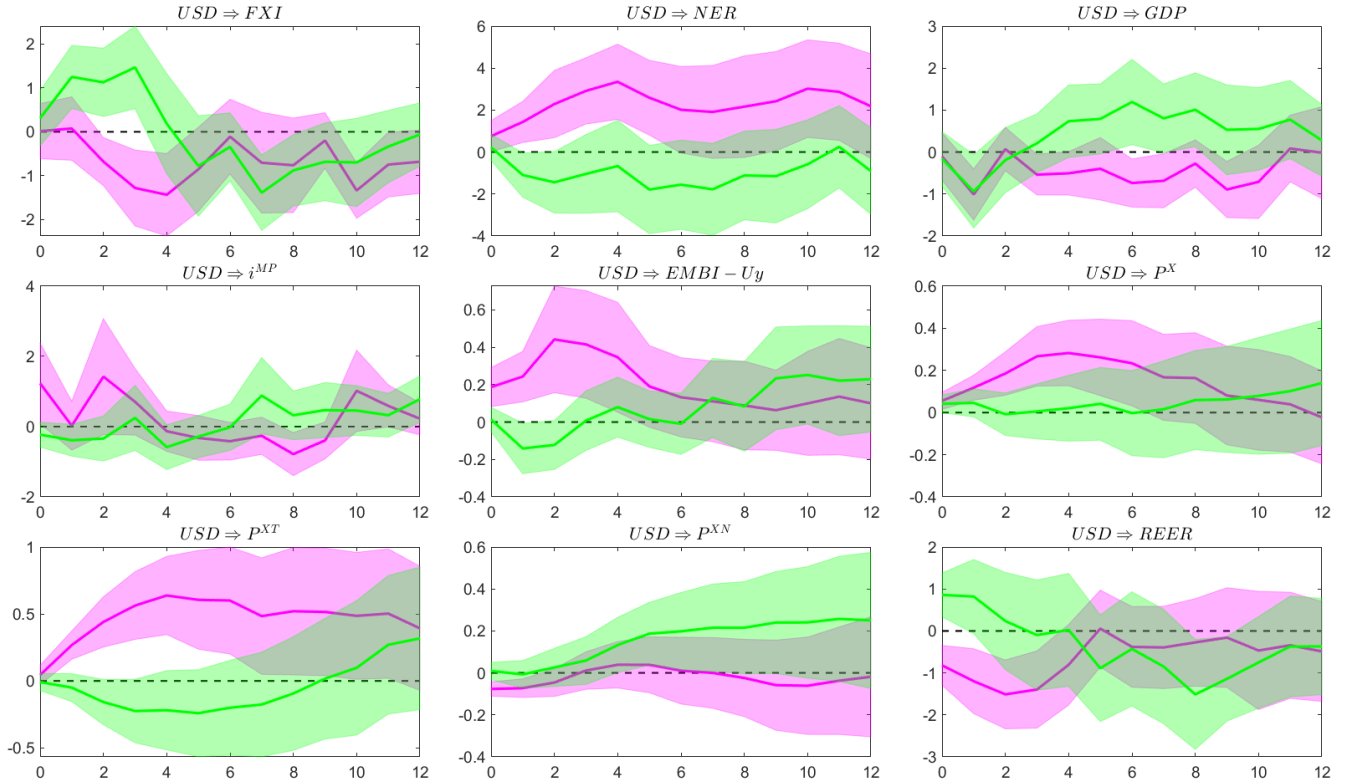 USD ⇒ FXI
2
1
0
-1
-2
0 2 4 6 8 10 12
USD ⇒ NER
6
4
2
0
-2
-4
0 2 4 6 8 10 12
USD ⇒ GDP
3
2
1
0
-1
-2
0 2 4 6 8 10 12
USD ⇒ i^{MP}
4
2
0
-2
0 2 4 6 8 10 12
USD ⇒ EMBI − Uy
0.6
0.4
0.2
0
-0.2
-0.4
0 2 4 6 8 10 12
USD ⇒ P^X
0.6
0.4
0.2
0
-0.2
-0.4
0 2 4 6 8 10 12
USD ⇒ P^{XT}
1
0.5
0
-0.5
0 2 4 6 8 10 12
USD ⇒ P^{XN}
0.6
0.4
0.2
0
-0.2
-0.4
0 2 4 6 8 10 12
USD ⇒ REER
2
1
0
-1
-2
-3
0 2 4 6 8 10 12